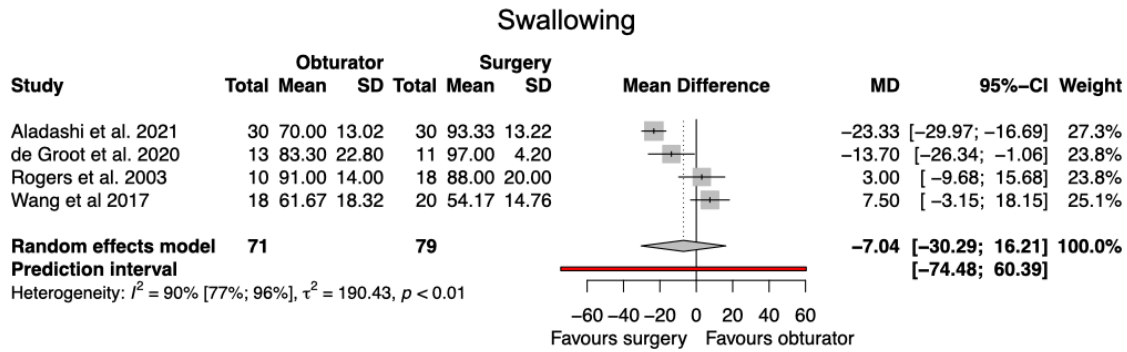 Swallowing
Obturator Surgery
Study Total Mean SD Total Mean SD Mean Difference MD 95%−CI Weight
Aladashi et al. 2021 30 70.00 13.02 30 93.33 13.22 −23.33 [−29.97; −16.69] 27.3%
de Groot et al. 2020 13 83.30 22.80 11 97.00 4.20 −13.70 [−26.34; −1.06] 23.8%
Rogers et al. 2003 10 91.00 14.00 18 88.00 20.00 3.00 [ −9.68; 15.68] 23.8%
Wang et al 2017 18 61.67 18.32 20 54.17 14.76 7.50 [ −3.15; 18.15] 25.1%
Random effects model 71 79 −7.04 [−30.29; 16.21] 100.0%
Prediction interval [−74.48; 60.39]
Heterogeneity: I² = 90% [77%; 96%], τ² = 190.43, p < 0.01
−60 −40 −20 0 20 40 60
Favours surgery Favours obturator